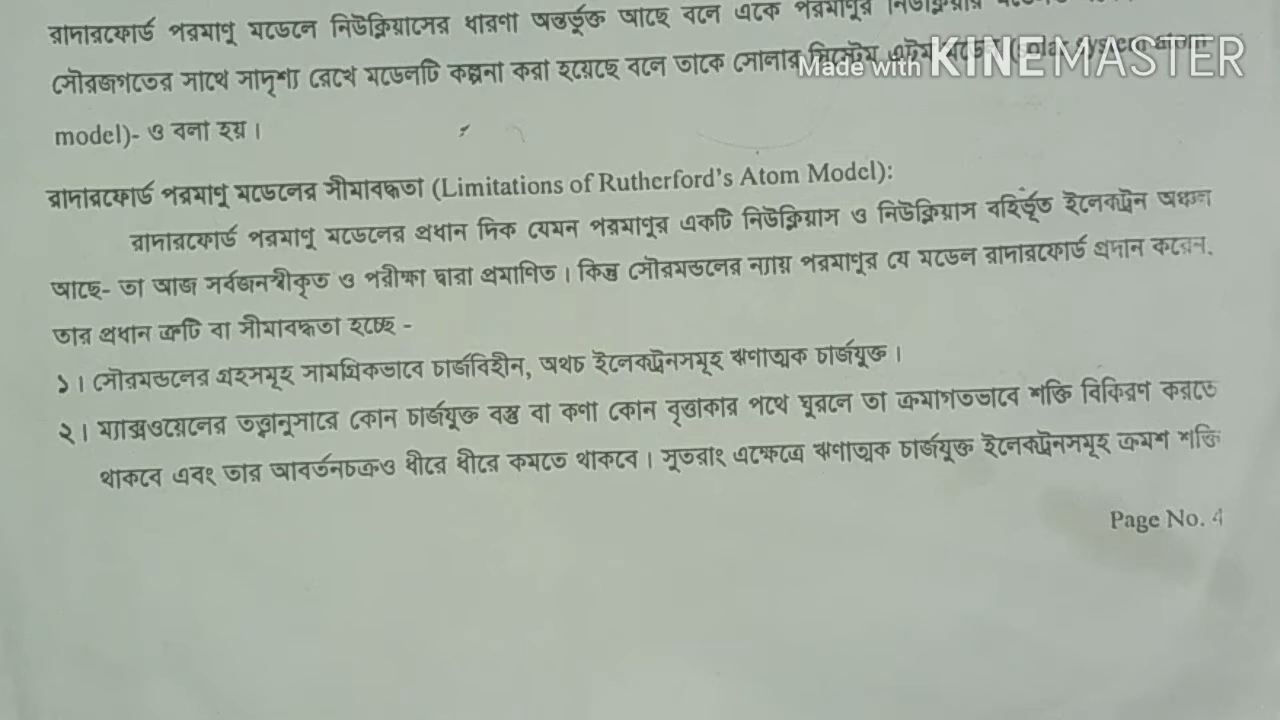 রাদারফোর্ড পরমাণু মডেলে নিউক্লিয়াসের ধারণা অন্তর্ভূক্ত আছে বলে একে পরমাণুর
সৌরজগতের সাথে সাদৃশ্য রেখে মডেলটি কল্পনা করা হয়েছে বলে তাকে সোলার সিস্টেম এটম মডেল (solar system atom
Made with KINEMASTER
model)- ও বলা হয়।
রাদারফোর্ড পরমাণু মডেলের সীমাবদ্ধতা (Limitations of Rutherford's Atom Model):
রাদারফোর্ড পরমাণু মডেলের প্রধান দিক যেমন পরমাণুর একটি নিউক্লিয়াস ও নিউক্লিয়াস বহির্ভূত ইলেকট্রন অঞ্চল
আছে- তা আজ সর্বজনস্বীকৃত ও পরীক্ষা দ্বারা প্রমাণিত। কিন্তু সৌরমন্ডলের ন্যায় পরমাণুর যে মডেল রাদারফোর্ড প্রদান করেন,
তার প্রধান ত্রুটি বা সীমাবদ্ধতা হচ্ছে -
১। সৌরমন্ডলের গ্রহসমূহ সামগ্রিকভাবে চার্জবিহীন, অথচ ইলেকট্রনসমূহ ঋণাত্মক চার্জযুক্ত।
২। ম্যাক্সওয়েলের তত্ত্বানুসারে কোন চার্জযুক্ত বস্তু বা কণা কোন বৃত্তাকার পথে ঘুরলে তা ক্রমাগতভাবে শক্তি বিকিরণ করতে
থাকবে এবং তার আবর্তনচক্রও ধীরে ধীরে কমতে থাকবে। সুতরাং এক্ষেত্রে ঋণাত্মক চার্জযুক্ত ইলেকট্রনসমূহ ক্রমশ শক্তি
Page No. 4